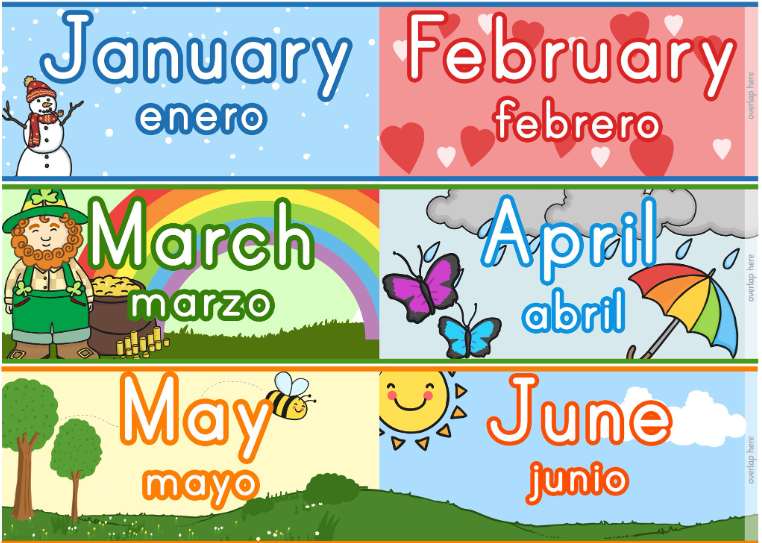 January
enero
February
febrero
overlap here
March
marzo
April
abril
overlap here
May
mayo
June
junio
overlap here